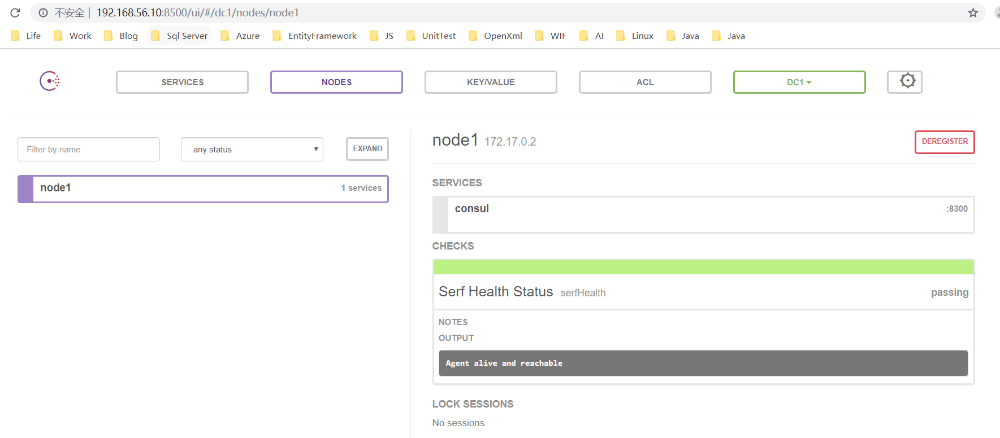 不安全 | 192.168.56.10:8500/ui/#/dc1/nodes/node1
Life Work Blog Sql Server Azure EntityFramework JS UnitTest OpenXml WIF AI Linux Java Java
SERVICES NODES KEY/VALUE ACL DC1
Filter by name any status EXPAND
node1 1 services
node1 172.17.0.2 DEREGISTER
SERVICES
consul :8300
CHECKS
Serf Health Status serfHealth passing
NOTES
OUTPUT
Agent alive and reachable
LOCK SESSIONS
No sessions